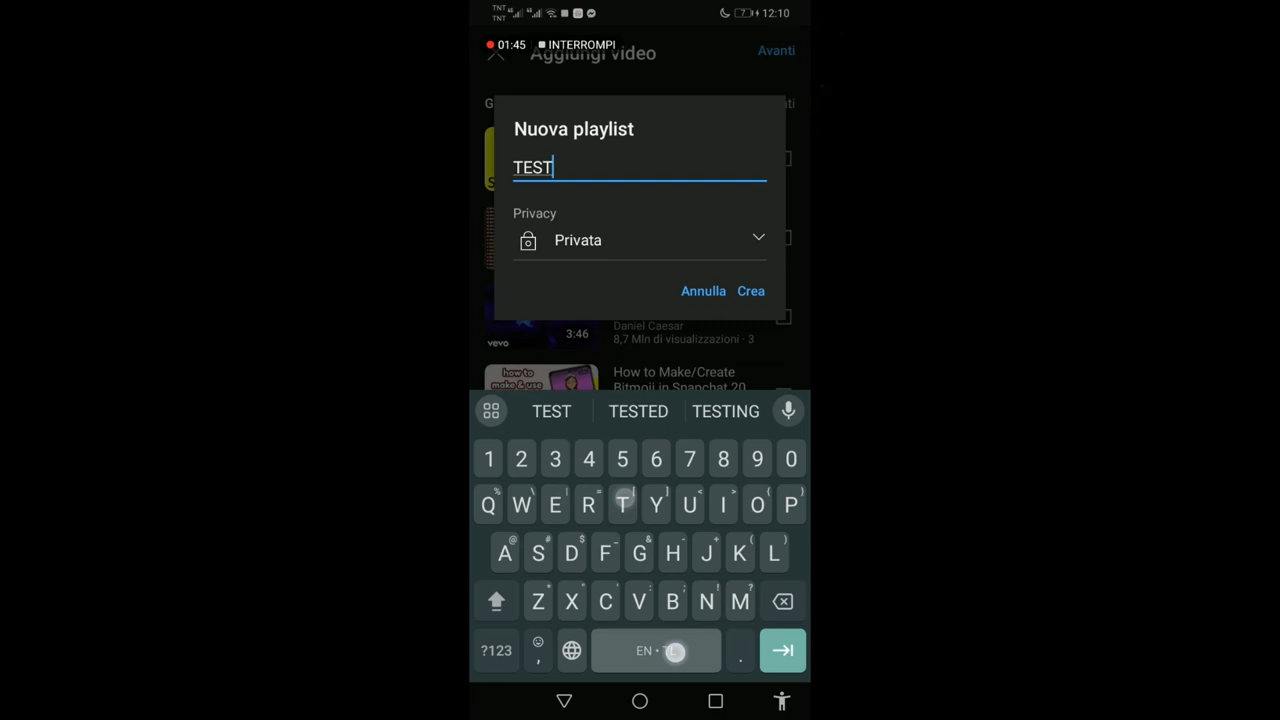 TNT TNT 7 12:10
01:45 INTERROMPI
Aggiungi video Avanti
G ti
Nuova playlist
TEST
Privacy
Privata
Annulla Crea
3:46
vevo
Daniel Caesar
8,7 Mln di visualizzazioni · 3
how to
make & use
How to Make/Create
Bitmoji in Snapchat 20
TEST TESTED TESTING
1 2 3 4 5 6 7 8 9 0
% \ | = [ ] < > { }
Q W E R T Y U I O P
@ # $ _ & - + ( )
A S D F G H J K L
* " ' : ; ! ?
Z X C V B N M
?123 , EN • .